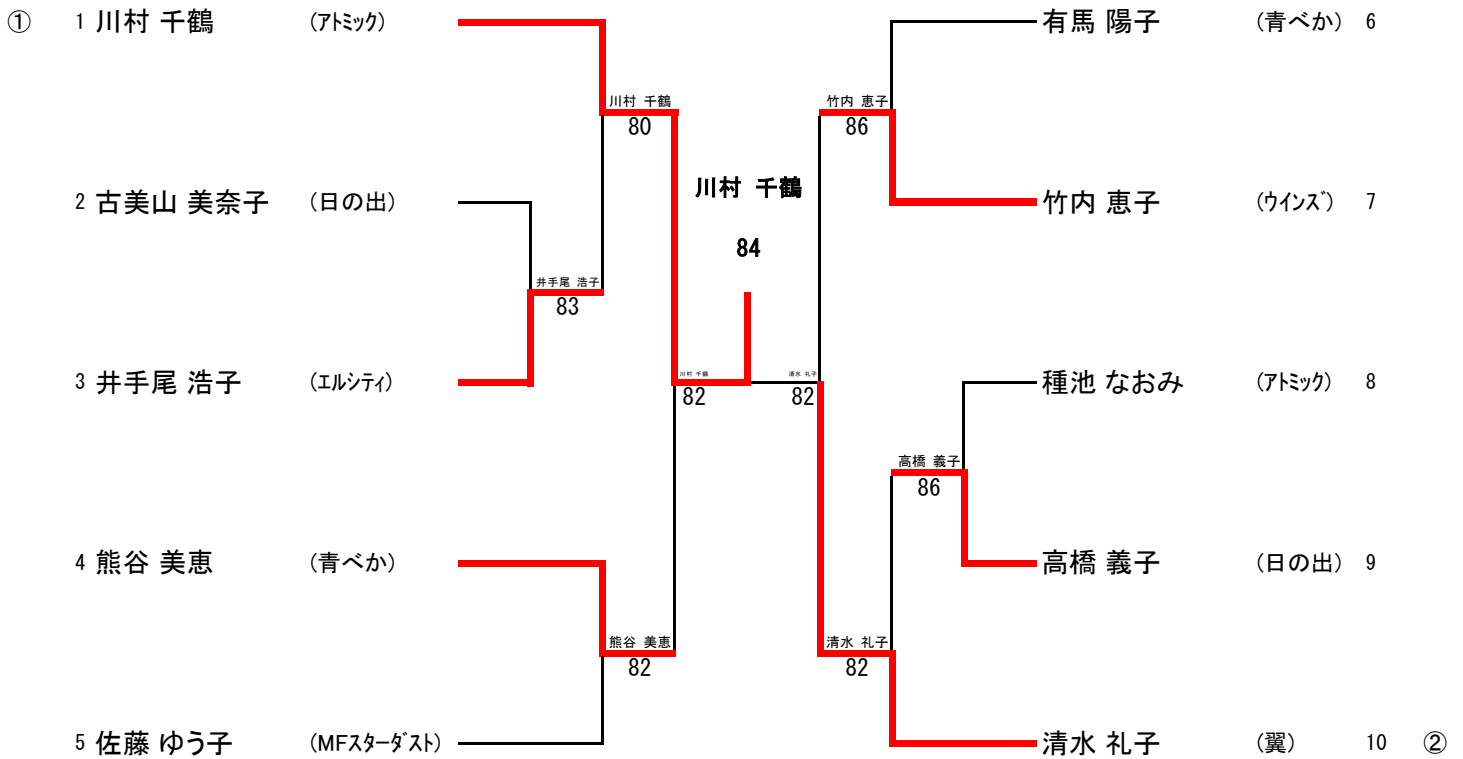 ① 1 川村 千鶴 (アトミック) 有馬 陽子 (青べか) 6
川村 千鶴 竹内 恵子
80 86
川村 千鶴
2 古美山 美奈子 (日の出) 竹内 恵子 (ウインズ) 7
84
井手尾 浩子
83
川村 千鶴 清水 礼子
3 井手尾 浩子 (エルシティ) 種池 なおみ (アトミック) 8
82 82
高橋 義子
86
4 熊谷 美恵 (青べか) 高橋 義子 (日の出) 9
熊谷 美恵 清水 礼子
82 82
5 佐藤 ゆう子 (MFスターダスト) 清水 礼子 (翼) 10 ②